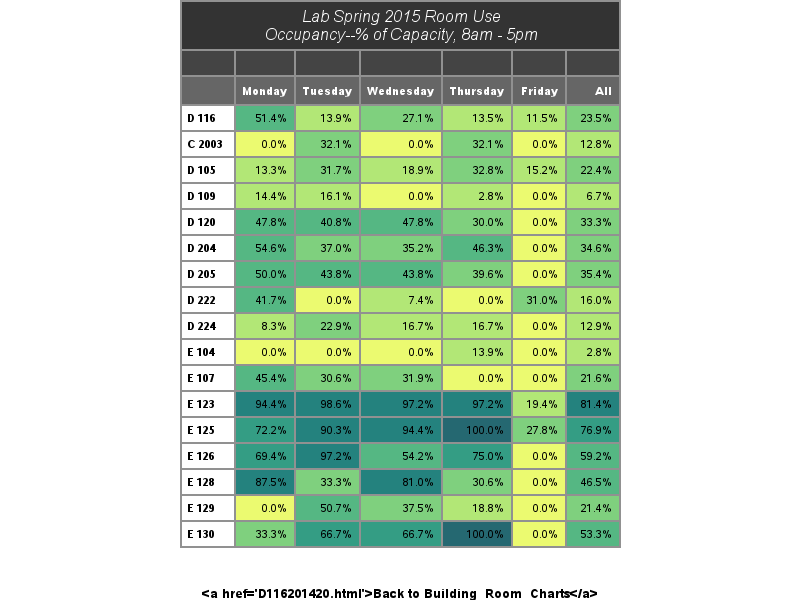 Lab Spring 2015 Room Use
Occupancy--% of Capacity, 8am - 5pm
Monday Tuesday Wednesday Thursday Friday All
D 116 51.4% 13.9% 27.1% 13.5% 11.5% 23.5%
C 2003 0.0% 32.1% 0.0% 32.1% 0.0% 12.8%
D 105 13.3% 31.7% 18.9% 32.8% 15.2% 22.4%
D 109 14.4% 16.1% 0.0% 2.8% 0.0% 6.7%
D 120 47.8% 40.8% 47.8% 30.0% 0.0% 33.3%
D 204 54.6% 37.0% 35.2% 46.3% 0.0% 34.6%
D 205 50.0% 43.8% 43.8% 39.6% 0.0% 35.4%
D 222 41.7% 0.0% 7.4% 0.0% 31.0% 16.0%
D 224 8.3% 22.9% 16.7% 16.7% 0.0% 12.9%
E 104 0.0% 0.0% 0.0% 13.9% 0.0% 2.8%
E 107 45.4% 30.6% 31.9% 0.0% 0.0% 21.6%
E 123 94.4% 98.6% 97.2% 97.2% 19.4% 81.4%
E 125 72.2% 90.3% 94.4% 100.0% 27.8% 76.9%
E 126 69.4% 97.2% 54.2% 75.0% 0.0% 59.2%
E 128 87.5% 33.3% 81.0% 30.6% 0.0% 46.5%
E 129 0.0% 50.7% 37.5% 18.8% 0.0% 21.4%
E 130 33.3% 66.7% 66.7% 100.0% 0.0% 53.3%
<a href='D116201420.html'>Back to Building_Room_Charts</a>